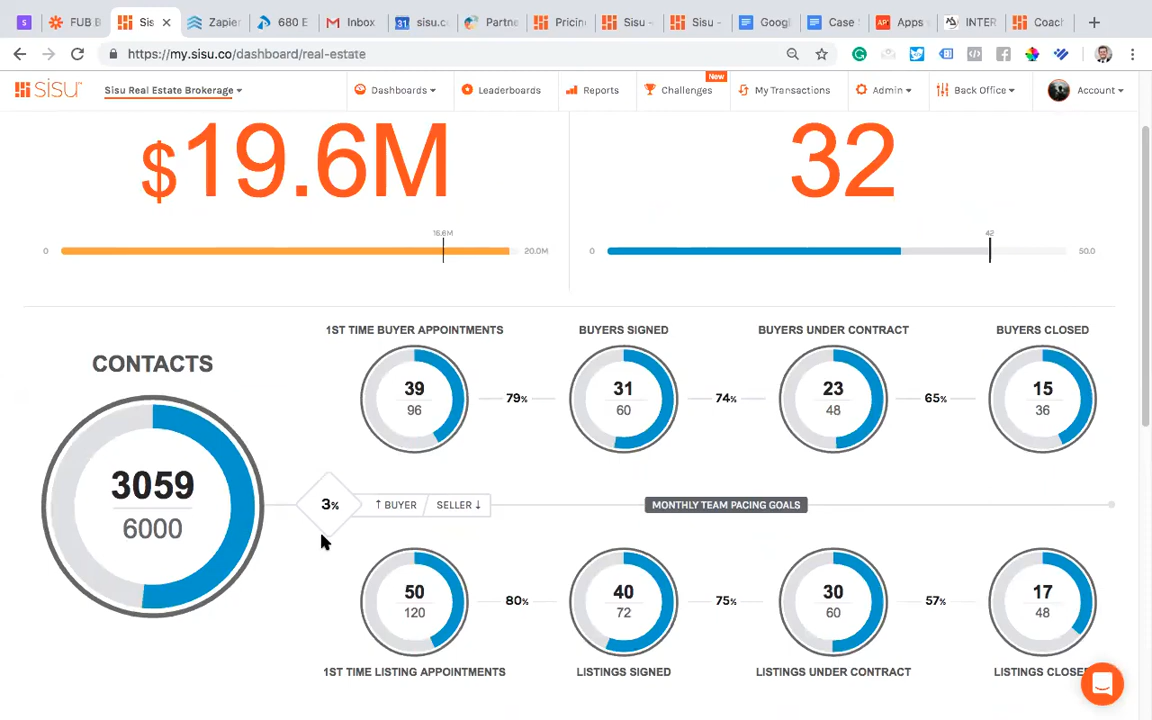 FUB B
Sis
Zapier
680 E
Inbox
31
sisu.c
Partne
Pricing
Sisu -
Sisu -
Googl
Case
API
Apps
INTER
Coach
https://my.sisu.co/dashboard/real-estate
sisu
Sisu Real Estate Brokerage
Dashboards
Leaderboards
Reports
Challenges
New
My Transactions
Admin
Back Office
Account
$19.6M
32
0
16.6M
20.0M
0
42
50.0
CONTACTS
3059
6000
3%
1ST TIME BUYER APPOINTMENTS
BUYERS SIGNED
BUYERS UNDER CONTRACT
BUYERS CLOSED
39
96
79%
31
60
74%
23
48
65%
15
36
↑ BUYER
SELLER ↓
MONTHLY TEAM PACING GOALS
50
120
80%
40
72
75%
30
60
57%
17
48
1ST TIME LISTING APPOINTMENTS
LISTINGS SIGNED
LISTINGS UNDER CONTRACT
LISTINGS CLOSE